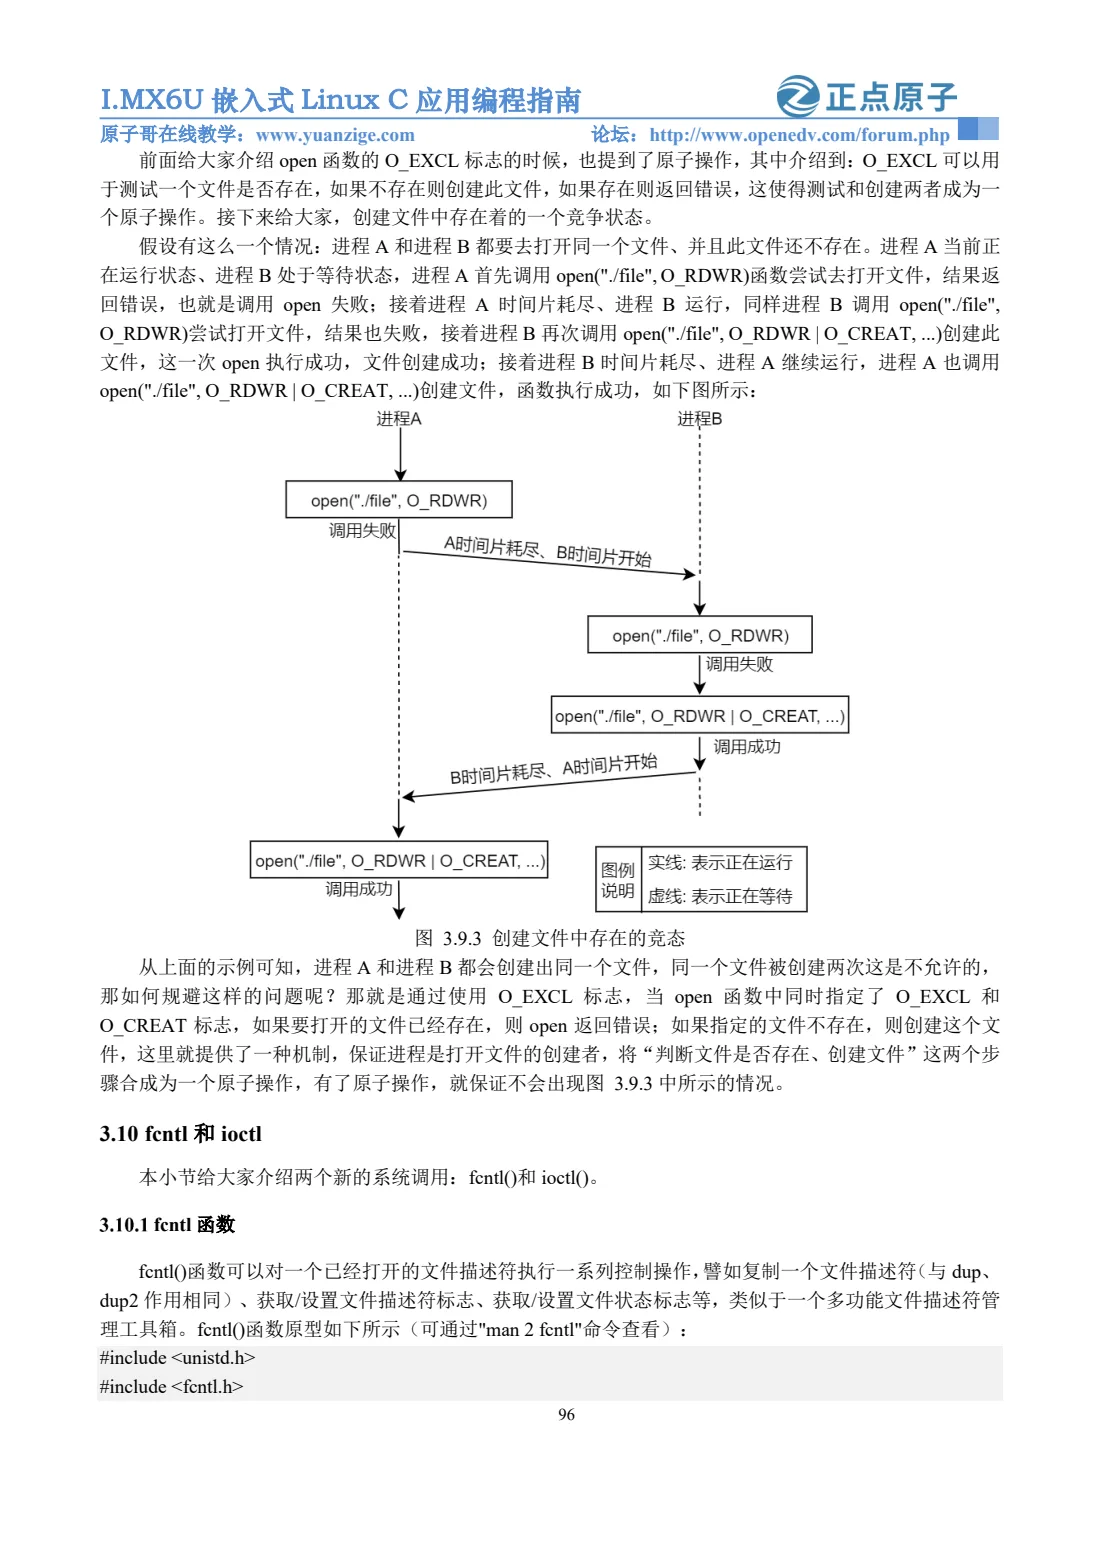 I.MX6U 嵌入式 Linux C 应用编程指南
正点原子
原子哥在线教学：www.yuanzige.com 论坛：http://www.openedv.com/forum.php
前面给大家介绍 open 函数的 O_EXCL 标志的时候，也提到了原子操作，其中介绍到：O_EXCL 可以用
于测试一个文件是否存在，如果不存在则创建此文件，如果存在则返回错误，这使得测试和创建两者成为一
个原子操作。接下来给大家，创建文件中存在着的一个竞争状态。
假设有这么一个情况：进程 A 和进程 B 都要去打开同一个文件、并且此文件还不存在。进程 A 当前正
在运行状态、进程 B 处于等待状态，进程 A 首先调用 open("./file", O_RDWR)函数尝试去打开文件，结果返
回错误，也就是调用 open 失败；接着进程 A 时间片耗尽、进程 B 运行，同样进程 B 调用 open("./file",
O_RDWR)尝试打开文件，结果也失败，接着进程 B 再次调用 open("./file", O_RDWR | O_CREAT, ...)创建此
文件，这一次 open 执行成功，文件创建成功；接着进程 B 时间片耗尽、进程 A 继续运行，进程 A 也调用
open("./file", O_RDWR | O_CREAT, ...)创建文件，函数执行成功，如下图所示：
进程A 进程B
open("./file", O_RDWR)
调用失败
A时间片耗尽、B时间片开始
open("./file", O_RDWR)
调用失败
open("./file", O_RDWR | O_CREAT, ...)
调用成功
B时间片耗尽、A时间片开始
open("./file", O_RDWR | O_CREAT, ...)
调用成功
图例
说明
实线: 表示正在运行
虚线: 表示正在等待
图 3.9.3 创建文件中存在的竞态
从上面的示例可知，进程 A 和进程 B 都会创建出同一个文件，同一个文件被创建两次这是不允许的，
那如何规避这样的问题呢？那就是通过使用 O_EXCL 标志，当 open 函数中同时指定了 O_EXCL 和
O_CREAT 标志，如果要打开的文件已经存在，则 open 返回错误；如果指定的文件不存在，则创建这个文
件，这里就提供了一种机制，保证进程是打开文件的创建者，将“判断文件是否存在、创建文件”这两个步
骤合成为一个原子操作，有了原子操作，就保证不会出现图 3.9.3 中所示的情况。
3.10 fcntl 和 ioctl
本小节给大家介绍两个新的系统调用：fcntl()和 ioctl()。
3.10.1 fcntl 函数
fcntl()函数可以对一个已经打开的文件描述符执行一系列控制操作，譬如复制一个文件描述符（与 dup、
dup2 作用相同）、获取/设置文件描述符标志、获取/设置文件状态标志等，类似于一个多功能文件描述符管
理工具箱。fcntl()函数原型如下所示（可通过"man 2 fcntl"命令查看）：
#include <unistd.h>
#include <fcntl.h>
96